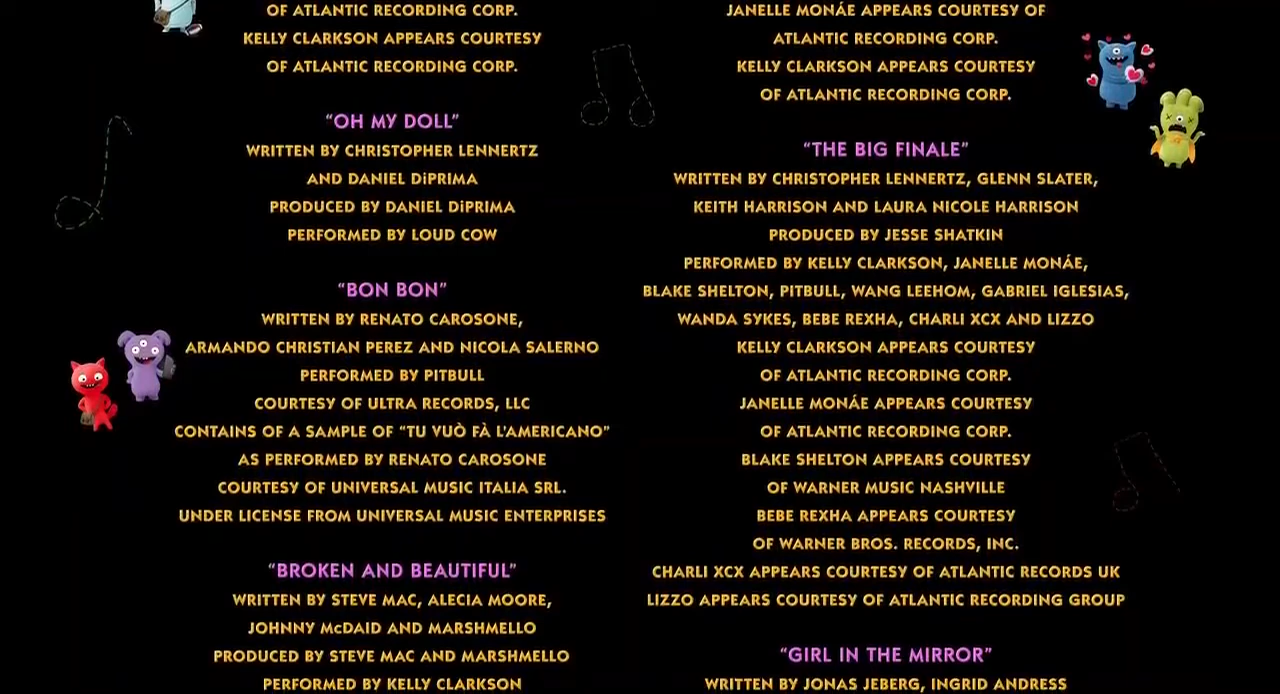 OF ATLANTIC RECORDING CORP.
KELLY CLARKSON APPEARS COURTESY
OF ATLANTIC RECORDING CORP.
"OH MY DOLL"
WRITTEN BY CHRISTOPHER LENNERTZ
AND DANIEL DiPRIMA
PRODUCED BY DANIEL DiPRIMA
PERFORMED BY LOUD COW
"BON BON"
WRITTEN BY RENATO CAROSONE,
ARMANDO CHRISTIAN PEREZ AND NICOLA SALERNO
PERFORMED BY PITBULL
COURTESY OF ULTRA RECORDS, LLC
CONTAINS OF A SAMPLE OF "TU VUÒ FÀ L'AMERICANO"
AS PERFORMED BY RENATO CAROSONE
COURTESY OF UNIVERSAL MUSIC ITALIA SRL.
UNDER LICENSE FROM UNIVERSAL MUSIC ENTERPRISES
"BROKEN AND BEAUTIFUL"
WRITTEN BY STEVE MAC, ALECIA MOORE,
JOHNNY McDAID AND MARSHMELLO
PRODUCED BY STEVE MAC AND MARSHMELLO
PERFORMED BY KELLY CLARKSON
JANELLE MONÁE APPEARS COURTESY OF
ATLANTIC RECORDING CORP.
KELLY CLARKSON APPEARS COURTESY
OF ATLANTIC RECORDING CORP.
"THE BIG FINALE"
WRITTEN BY CHRISTOPHER LENNERTZ, GLENN SLATER,
KEITH HARRISON AND LAURA NICOLE HARRISON
PRODUCED BY JESSE SHATKIN
PERFORMED BY KELLY CLARKSON, JANELLE MONÁE,
BLAKE SHELTON, PITBULL, WANG LEEHOM, GABRIEL IGLESIAS,
WANDA SYKES, BEBE REXHA, CHARLI XCX AND LIZZO
KELLY CLARKSON APPEARS COURTESY
OF ATLANTIC RECORDING CORP.
JANELLE MONÁE APPEARS COURTESY
OF ATLANTIC RECORDING CORP.
BLAKE SHELTON APPEARS COURTESY
OF WARNER MUSIC NASHVILLE
BEBE REXHA APPEARS COURTESY
OF WARNER BROS. RECORDS, INC.
CHARLI XCX APPEARS COURTESY OF ATLANTIC RECORDS UK
LIZZO APPEARS COURTESY OF ATLANTIC RECORDING GROUP
"GIRL IN THE MIRROR"
WRITTEN BY JONAS JEBERG, INGRID ANDRESS